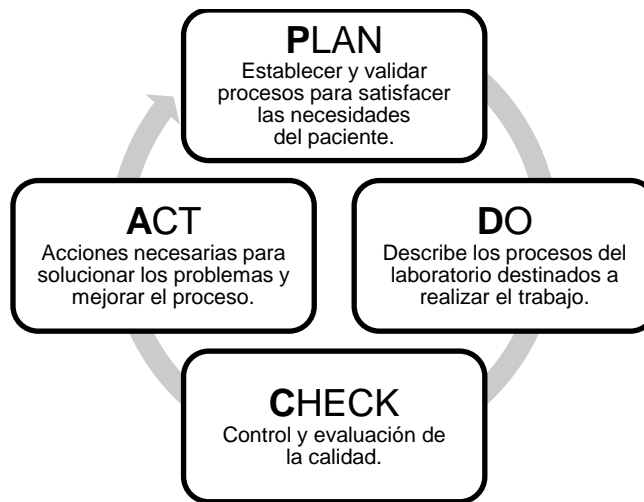 PLAN
Establecer y validar
procesos para satisfacer
las necesidades
del paciente.
DO
Describe los procesos del
laboratorio destinados a
realizar el trabajo.
CHECK
Control y evaluación de
la calidad.
ACT
Acciones necesarias para
solucionar los problemas y
mejorar el proceso.